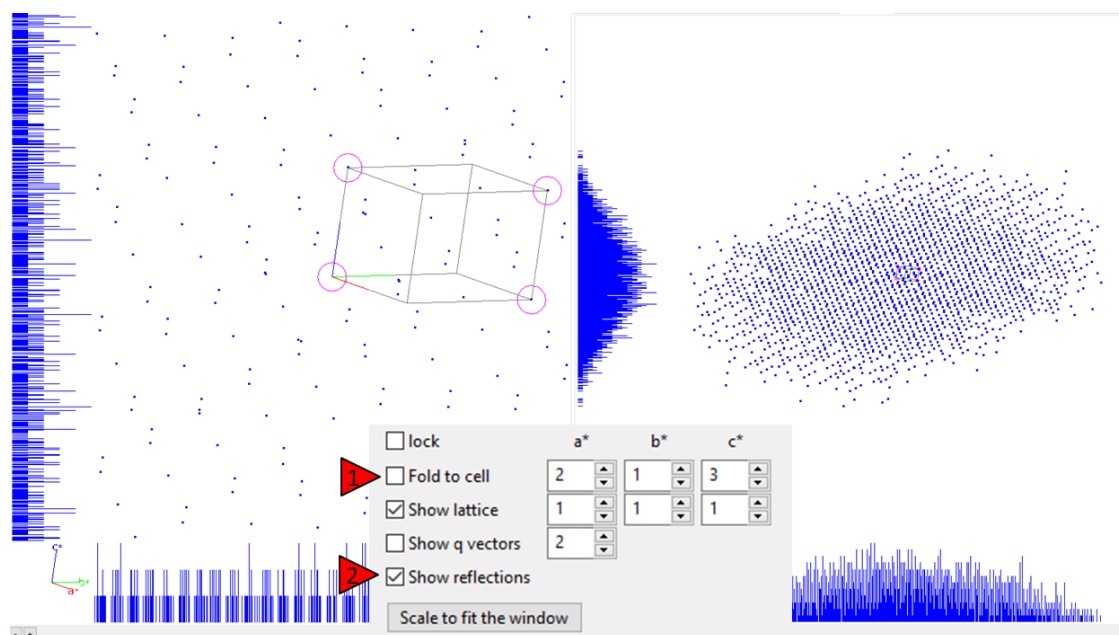 lock a* b* c*
1 Fold to cell 2 1 3
Show lattice 1 1 1
Show q vectors 2
2 Show reflections
Scale to fit the window
c*
b*
a*